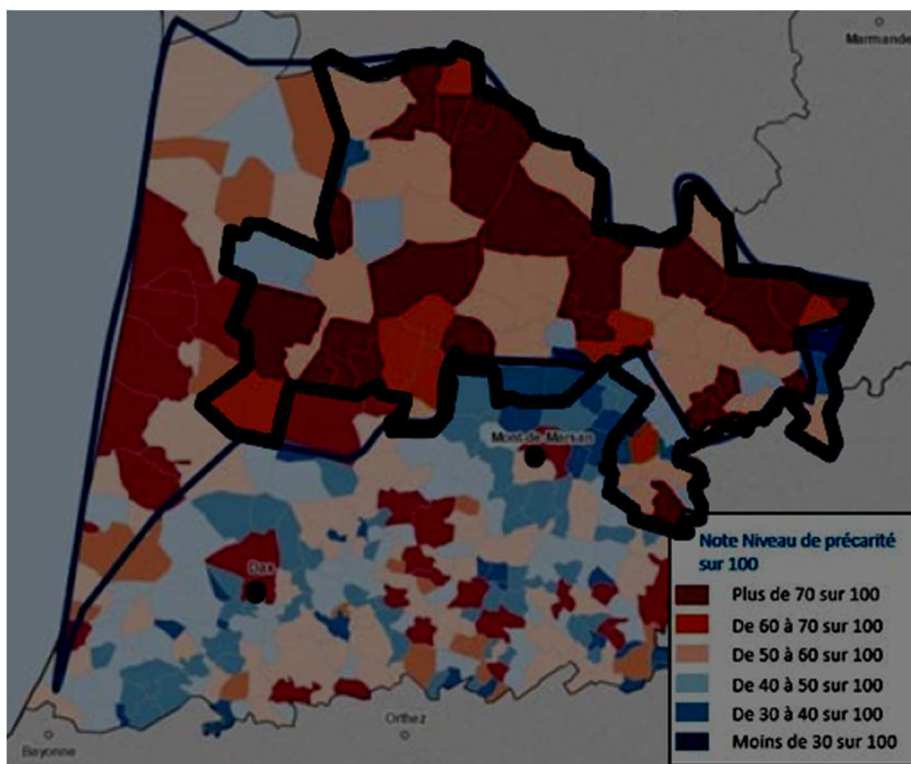 Marmande
Mont-de-Marsan
Dax
Orthez
Bayonne
Note Niveau de précarité
sur 100
Plus de 70 sur 100
De 60 à 70 sur 100
De 50 à 60 sur 100
De 40 à 50 sur 100
De 30 à 40 sur 100
Moins de 30 sur 100